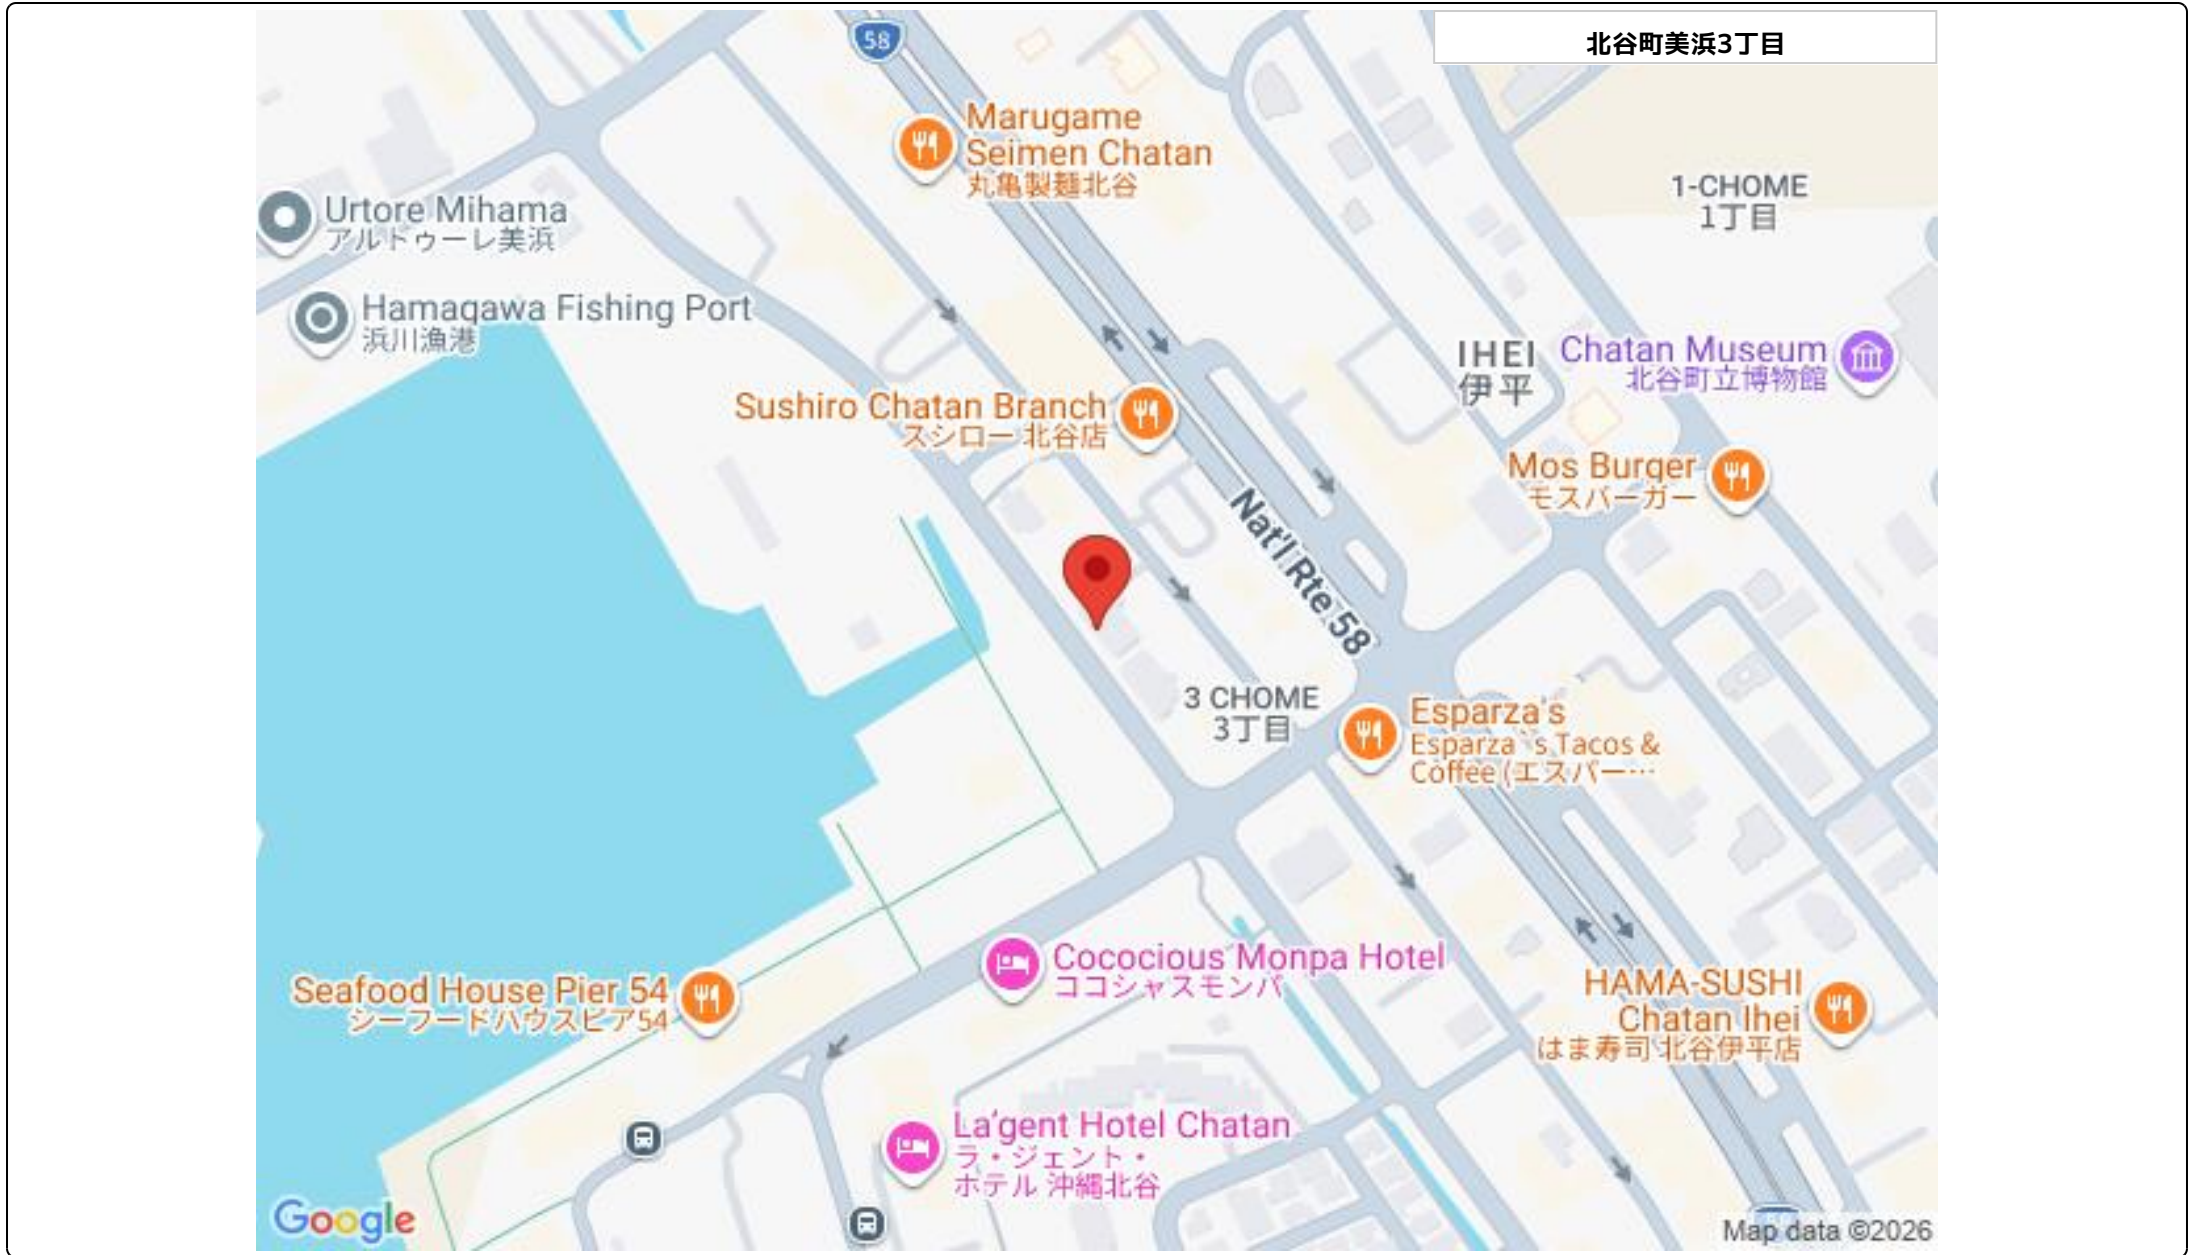 58
北谷町美浜3丁目
Marugame
Seimen Chatan
丸亀製麺北谷
1-CHOME
1丁目
Urtore Mihama
アルトゥーレ美浜
Hamagawa Fishing Port
浜川漁港
IHEI
伊平
Chatan Museum
北谷町立博物館
Sushiro Chatan Branch
スシロー 北谷店
Mos Burger
モスバーガー
Nat'l Rte 58
3 CHOME
3丁目
Esparza's
Esparza's Tacos &
Coffee (エスパー…
Cococious Monpa Hotel
ココシャスモンパ
Seafood House Pier 54
シーフードハウスピア54
HAMA-SUSHI
Chatan Ihei
はま寿司 北谷伊平店
La'gent Hotel Chatan
ラ・ジェント・
ホテル 沖縄北谷
Google
Map data ©2026